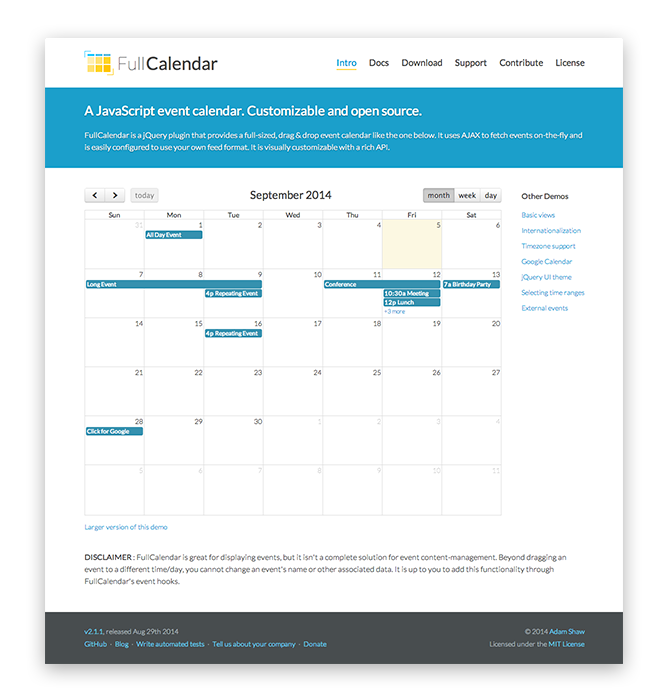 FullCalendar
Intro Docs Download Support Contribute License
A JavaScript event calendar. Customizable and open source.
FullCalendar is a jQuery plugin that provides a full-sized, drag & drop event calendar like the one below. It uses AJAX to fetch events on-the-fly and
is easily configured to use your own feed format. It is visually customizable with a rich API.
today
September 2014
month week day
Sun Mon Tue Wed Thu Fri Sat
31 1 2 3 4 5 6
All Day Event
7 8 9 10 11 12 13
Long Event Conference 7a Birthday Party
4p Repeating Event 10:30a Meeting
12p Lunch
+3 more
14 15 16 17 18 19 20
4p Repeating Event
21 22 23 24 25 26 27
28 29 30 1 2 3 4
Click for Google
5 6 7 8 9 10 11
Larger version of this demo
Other Demos
Basic views
Internationalization
Timezone support
Google Calendar
jQuery UI theme
Selecting time ranges
External events
DISCLAIMER : FullCalendar is great for displaying events, but it isn't a complete solution for event content-management. Beyond dragging an
event to a different time/day, you cannot change an event's name or other associated data. It is up to you to add this functionality through
FullCalendar's event hooks.
v2.1.1, released Aug 29th 2014
GitHub · Blog · Write automated tests · Tell us about your company · Donate
© 2014 Adam Shaw
Licensed under the MIT License